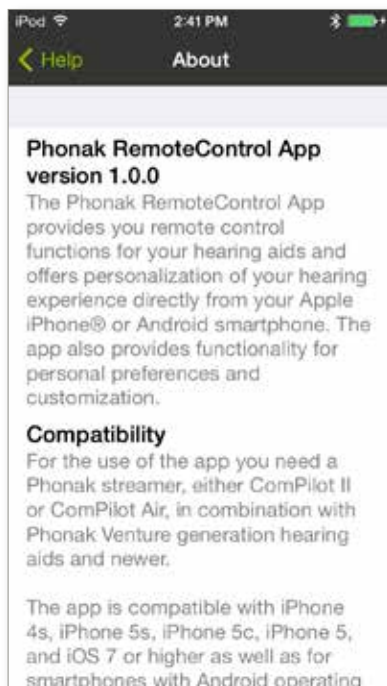 iPod 2:41 PM
Help About
Phonak RemoteControl App
version 1.0.0
The Phonak RemoteControl App
provides you remote control
functions for your hearing aids and
offers personalization of your hearing
experience directly from your Apple
iPhone® or Android smartphone. The
app also provides functionality for
personal preferences and
customization.
Compatibility
For the use of the app you need a
Phonak streamer, either ComPilot II
or ComPilot Air, in combination with
Phonak Venture generation hearing
aids and newer.
The app is compatible with iPhone
4s, iPhone 5s, iPhone 5c, iPhone 5,
and iOS 7 or higher as well as for
smartphones with Android operating